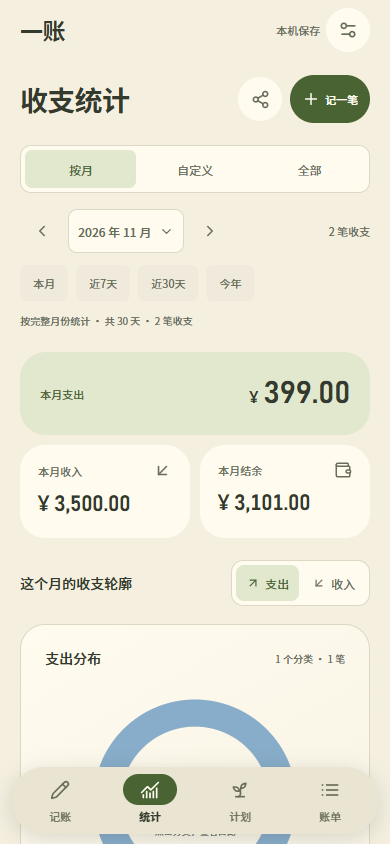 一账
本机保存
收支统计
记一笔
按月
自定义
全部
2026 年 11 月
2 笔收支
本月
近7天
近30天
今年
按完整月份统计 · 共 30 天 · 2 笔收支
本月支出
¥ 399.00
本月收入
¥ 3,500.00
本月结余
¥ 3,101.00
这个月的收支轮廓
支出
收入
支出分布
1 个分类 · 1 笔
记账
统计
计划
账单